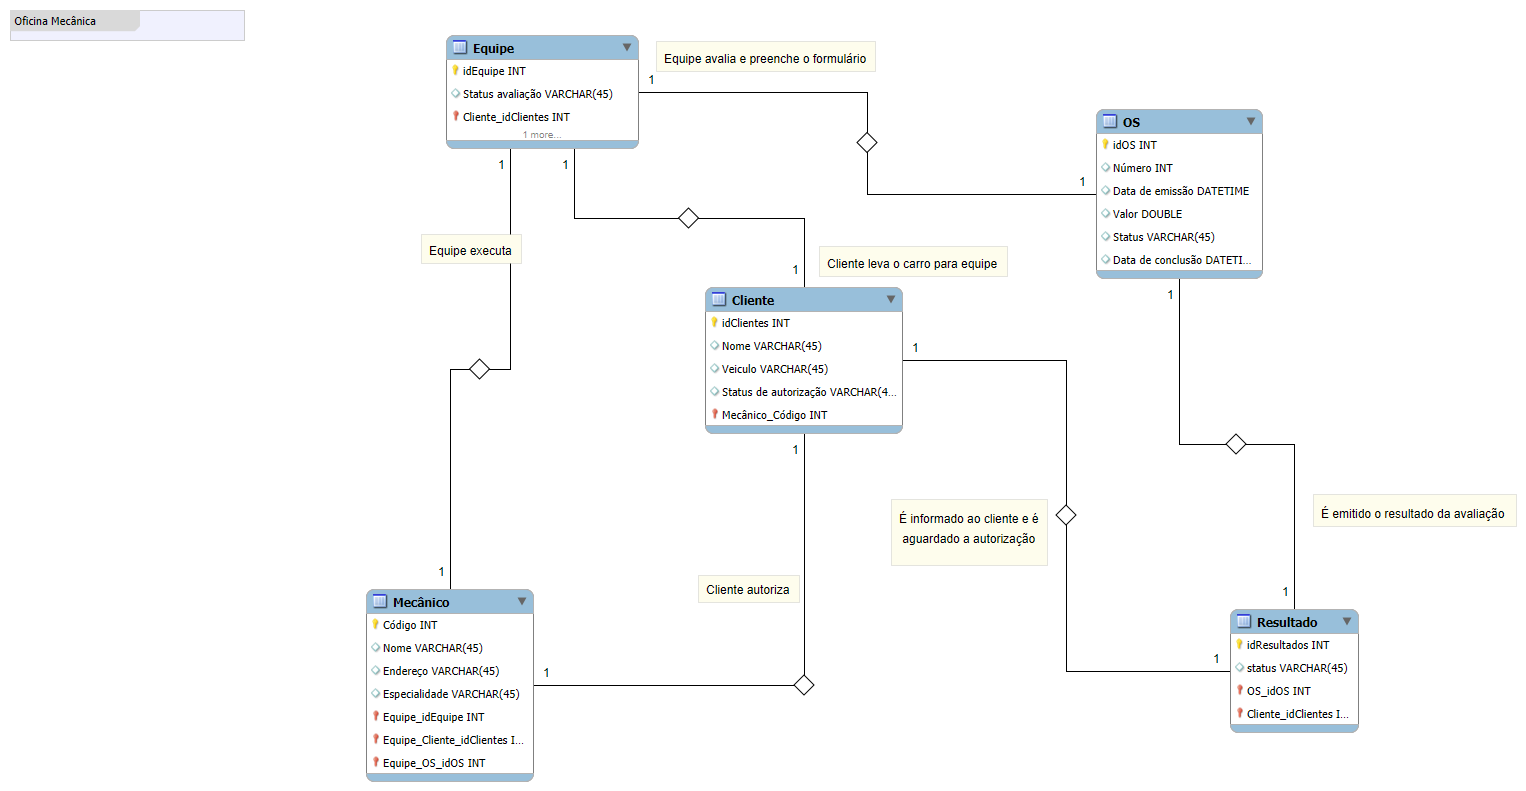 Oficina Mecânica
Equipe
idEquipe INT
Status avaliação VARCHAR(45)
Cliente_idClientes INT
1 more...
Equipe avalia e preenche o formulário
1
1
OS
idOS INT
Número INT
Data de emissão DATETIME
Valor DOUBLE
Status VARCHAR(45)
Data de conclusão DATETI...
1
1
Equipe executa
Cliente leva o carro para equipe
1
Cliente
idClientes INT
Nome VARCHAR(45)
Veiculo VARCHAR(45)
Status de autorização VARCHAR(4...
Mecânico_Código INT
1
1
1
É informado ao cliente e é
aguardado a autorização
É emitido o resultado da avaliação
Cliente autoriza
1
Mecânico
Código INT
Nome VARCHAR(45)
Endereço VARCHAR(45)
Especialidade VARCHAR(45)
Equipe_idEquipe INT
Equipe_Cliente_idClientes I...
Equipe_OS_idOS INT
1
1
1
Resultado
idResultados INT
status VARCHAR(45)
OS_idOS INT
Cliente_idClientes I...